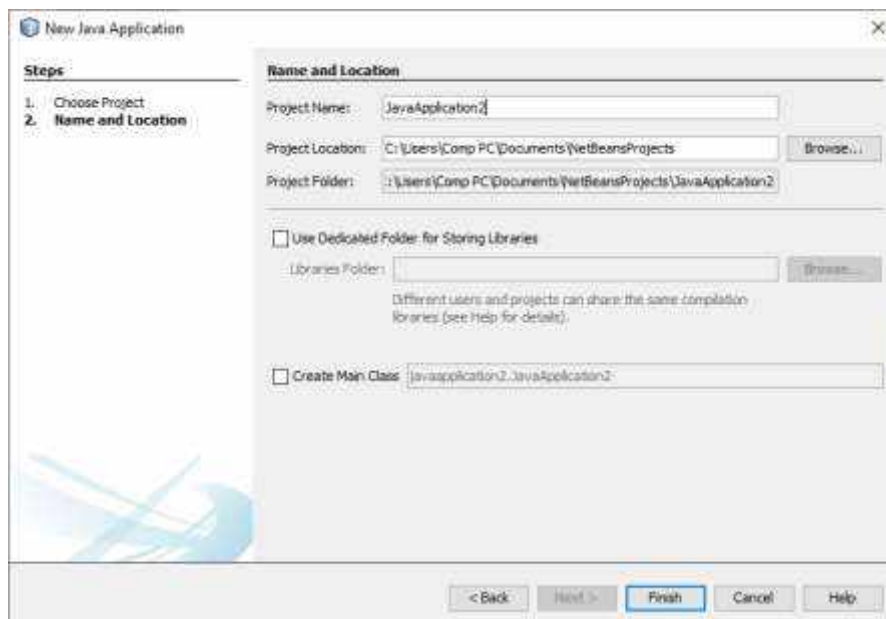 New Java Application
Steps
1. Choose Project
2. Name and Location
Name and Location
Project Name: JavaApplication2
Project Location: C:\Users\Comp PC\Documents\NetBeansProjects Browse...
Project Folder: :\Users\Comp PC\Documents\NetBeansProjects\JavaApplication2
Use Dedicated Folder for Storing Libraries
Libraries Folder: Browse...
Different users and projects can share the same compilation
libraries (see Help for details).
Create Main Class javaapplication2.JavaApplication2
< Back Next > Finish Cancel Help